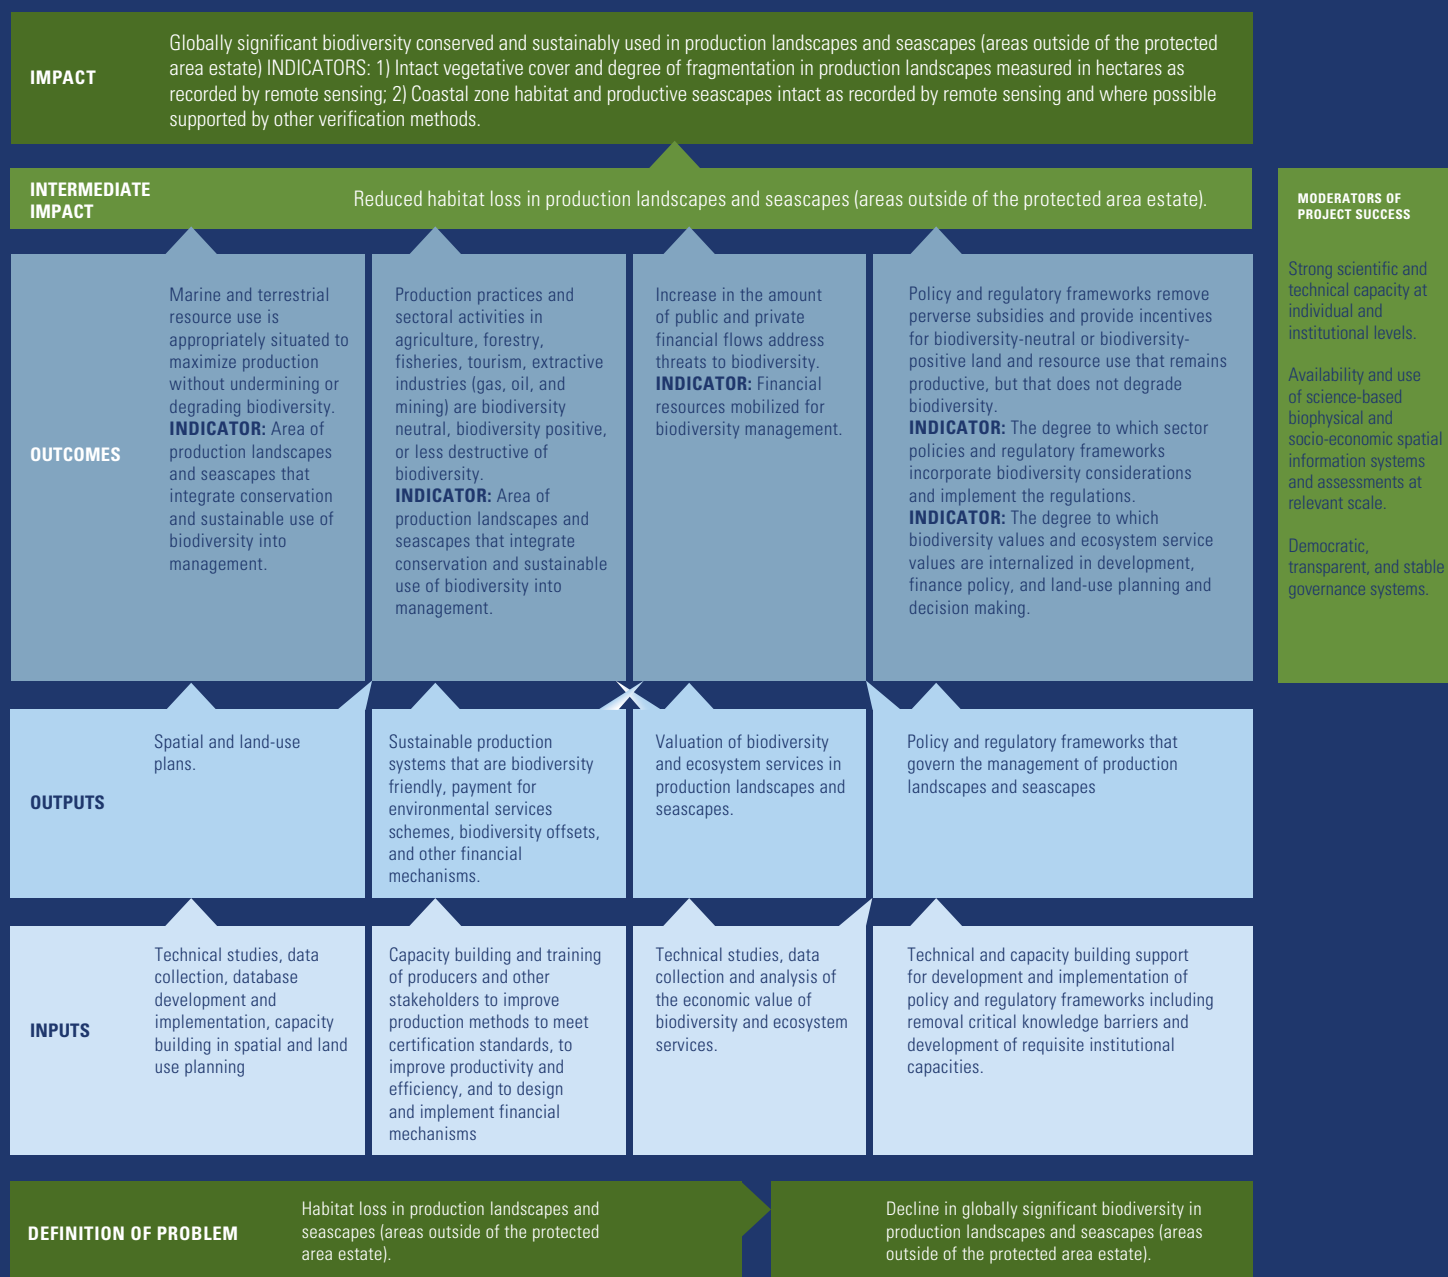 IMPACT
Globally significant biodiversity conserved and sustainably used in production landscapes and seascapes (areas outside of the protected
area estate) INDICATORS: 1) Intact vegetative cover and degree of fragmentation in production landscapes measured in hectares as
recorded by remote sensing; 2) Coastal zone habitat and productive seascapes intact as recorded by remote sensing and where possible
supported by other verification methods.
INTERMEDIATE
IMPACT
Reduced habitat loss in production landscapes and seascapes (areas outside of the protected area estate).
MODERATORS OF
PROJECT SUCCESS
Strong scientific and
technical capacity at
individual and
institutional levels.
Availability and use
of science-based
biophysical and
socio-economic spatial
information systems
and assessments at
relevant scale.
Democratic,
transparent, and stable
governance systems.
OUTCOMES
Marine and terrestrial
resource use is
appropriately situated to
maximize production
without undermining or
degrading biodiversity.
INDICATOR: Area of
production landscapes
and seascapes that
integrate conservation
and sustainable use of
biodiversity into
management.
Production practices and
sectoral activities in
agriculture, forestry,
fisheries, tourism, extractive
industries (gas, oil, and
mining) are biodiversity
neutral, biodiversity positive,
or less destructive of
biodiversity.
INDICATOR: Area of
production landscapes and
seascapes that integrate
conservation and sustainable
use of biodiversity into
management.
Increase in the amount
of public and private
financial flows address
threats to biodiversity.
INDICATOR: Financial
resources mobilized for
biodiversity management.
Policy and regulatory frameworks remove
perverse subsidies and provide incentives
for biodiversity-neutral or biodiversity-
positive land and resource use that remains
productive, but that does not degrade
biodiversity.
INDICATOR: The degree to which sector
policies and regulatory frameworks
incorporate biodiversity considerations
and implement the regulations.
INDICATOR: The degree to which
biodiversity values and ecosystem service
values are internalized in development,
finance policy, and land-use planning and
decision making.
OUTPUTS
Spatial and land-use
plans.
Sustainable production
systems that are biodiversity
friendly, payment for
environmental services
schemes, biodiversity offsets,
and other financial
mechanisms.
Valuation of biodiversity
and ecosystem services in
production landscapes and
seascapes.
Policy and regulatory frameworks that
govern the management of production
landscapes and seascapes
INPUTS
Technical studies, data
collection, database
development and
implementation, capacity
building in spatial and land
use planning
Capacity building and training
of producers and other
stakeholders to improve
production methods to meet
certification standards, to
improve productivity and
efficiency, and to design
and implement financial
mechanisms
Technical studies, data
collection and analysis of
the economic value of
biodiversity and ecosystem
services.
Technical and capacity building support
for development and implementation of
policy and regulatory frameworks including
removal critical knowledge barriers and
development of requisite institutional
capacities.
DEFINITION OF PROBLEM
Habitat loss in production landscapes and
seascapes (areas outside of the protected
area estate).
Decline in globally significant biodiversity in
production landscapes and seascapes (areas
outside of the protected area estate).